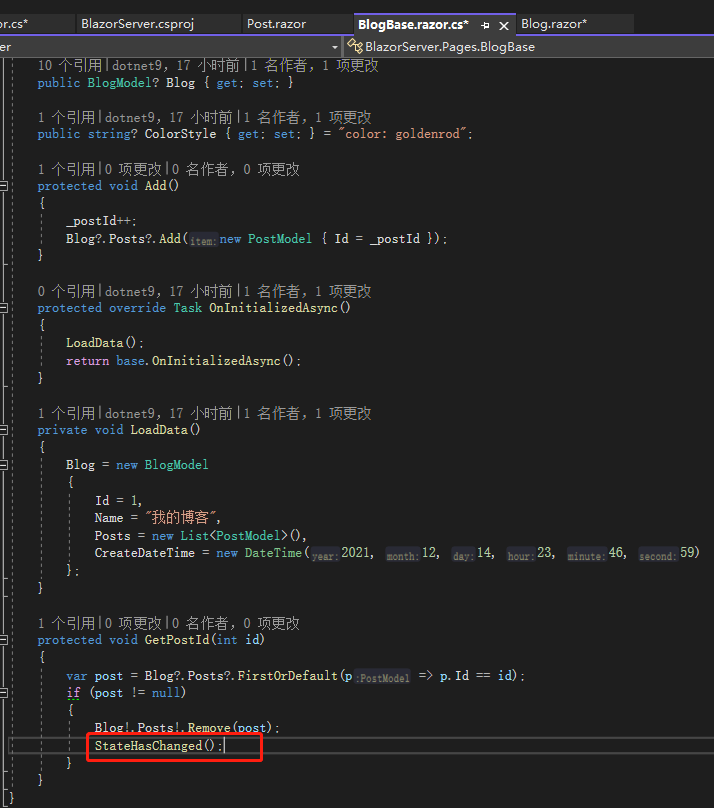 or.cs* BlazorServer.csproj Post.razor BlogBase.razor.cs* Blog.razor*
er BlazorServer.Pages.BlogBase
10 个引用|dotnet9，17 小时前|1 名作者，1 项更改
public BlogModel? Blog { get; set; }
1 个引用|dotnet9，17 小时前|1 名作者，1 项更改
public string? ColorStyle { get; set; } = "color: goldenrod";
1 个引用|0 项更改|0 名作者，0 项更改
protected void Add()
{
_postId++;
Blog?.Posts?.Add(item:new PostModel { Id = _postId });
}
0 个引用|dotnet9，17 小时前|1 名作者，1 项更改
protected override Task OnInitializedAsync()
{
LoadData();
return base.OnInitializedAsync();
}
1 个引用|dotnet9，17 小时前|1 名作者，1 项更改
private void LoadData()
{
Blog = new BlogModel
{
Id = 1,
Name = "我的博客",
Posts = new List<PostModel>(),
CreateDateTime = new DateTime(year:2021, month:12, day:14, hour:23, minute:46, second:59)
};
}
1 个引用|0 项更改|0 名作者，0 项更改
protected void GetPostId(int id)
{
var post = Blog?.Posts?.FirstOrDefault(p:PostModel => p.Id == id);
if (post != null)
{
Blog!.Posts!.Remove(post);
StateHasChanged();
}
}
}